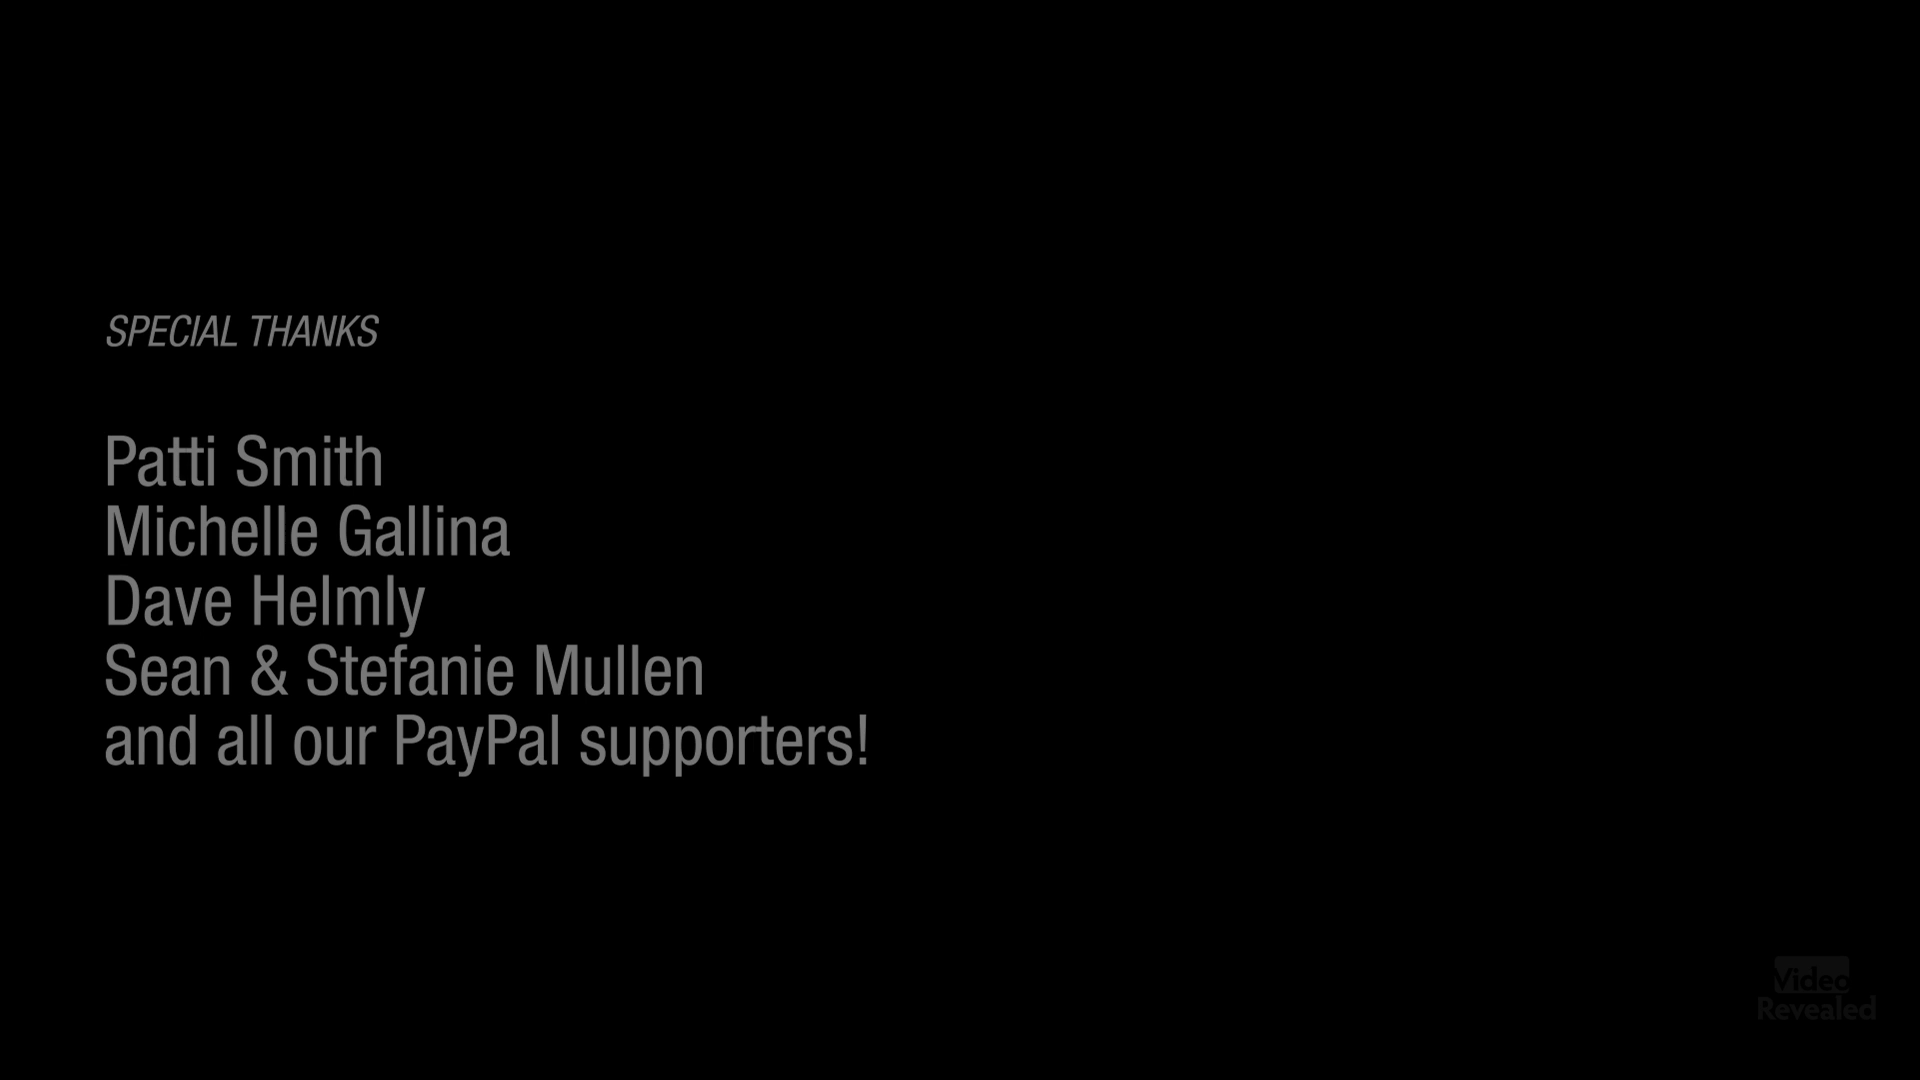 SPECIAL THANKS
Patti Smith
Michelle Gallina
Dave Helmly
Sean & Stefanie Mullen
and all our PayPal supporters!
Video
Revealed